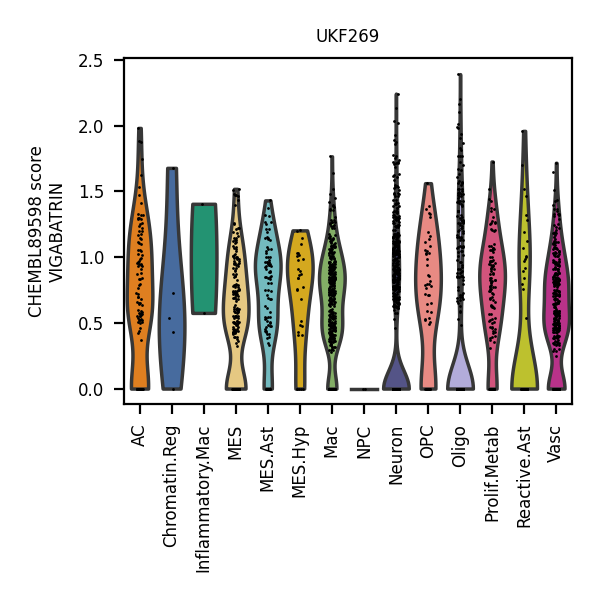 UKF269
CHEMBL89598 score
VIGABATRIN
2.5
2.0
1.5
1.0
0.5
0.0
AC
Chromatin.Reg
Inflammatory.Mac
MES
MES.Ast
MES.Hyp
Mac
NPC
Neuron
OPC
Oligo
Prolif.Metab
Reactive.Ast
Vasc